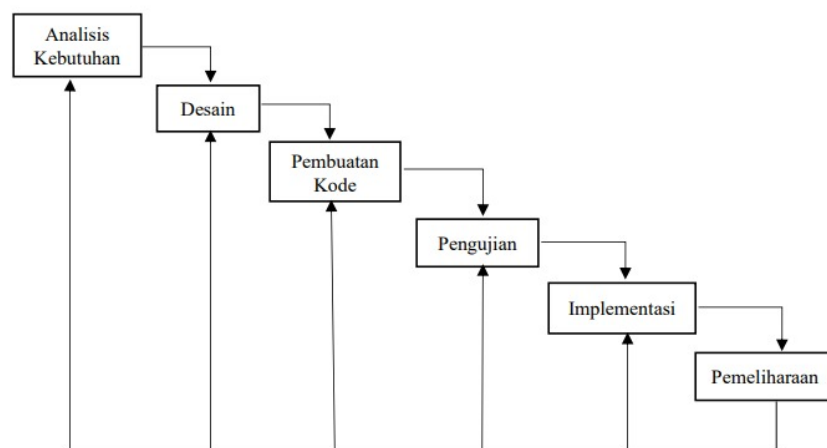 Analisis
Kebutuhan
Desain
Pembuatan
Kode
Pengujian
Implementasi
Pemeliharaan